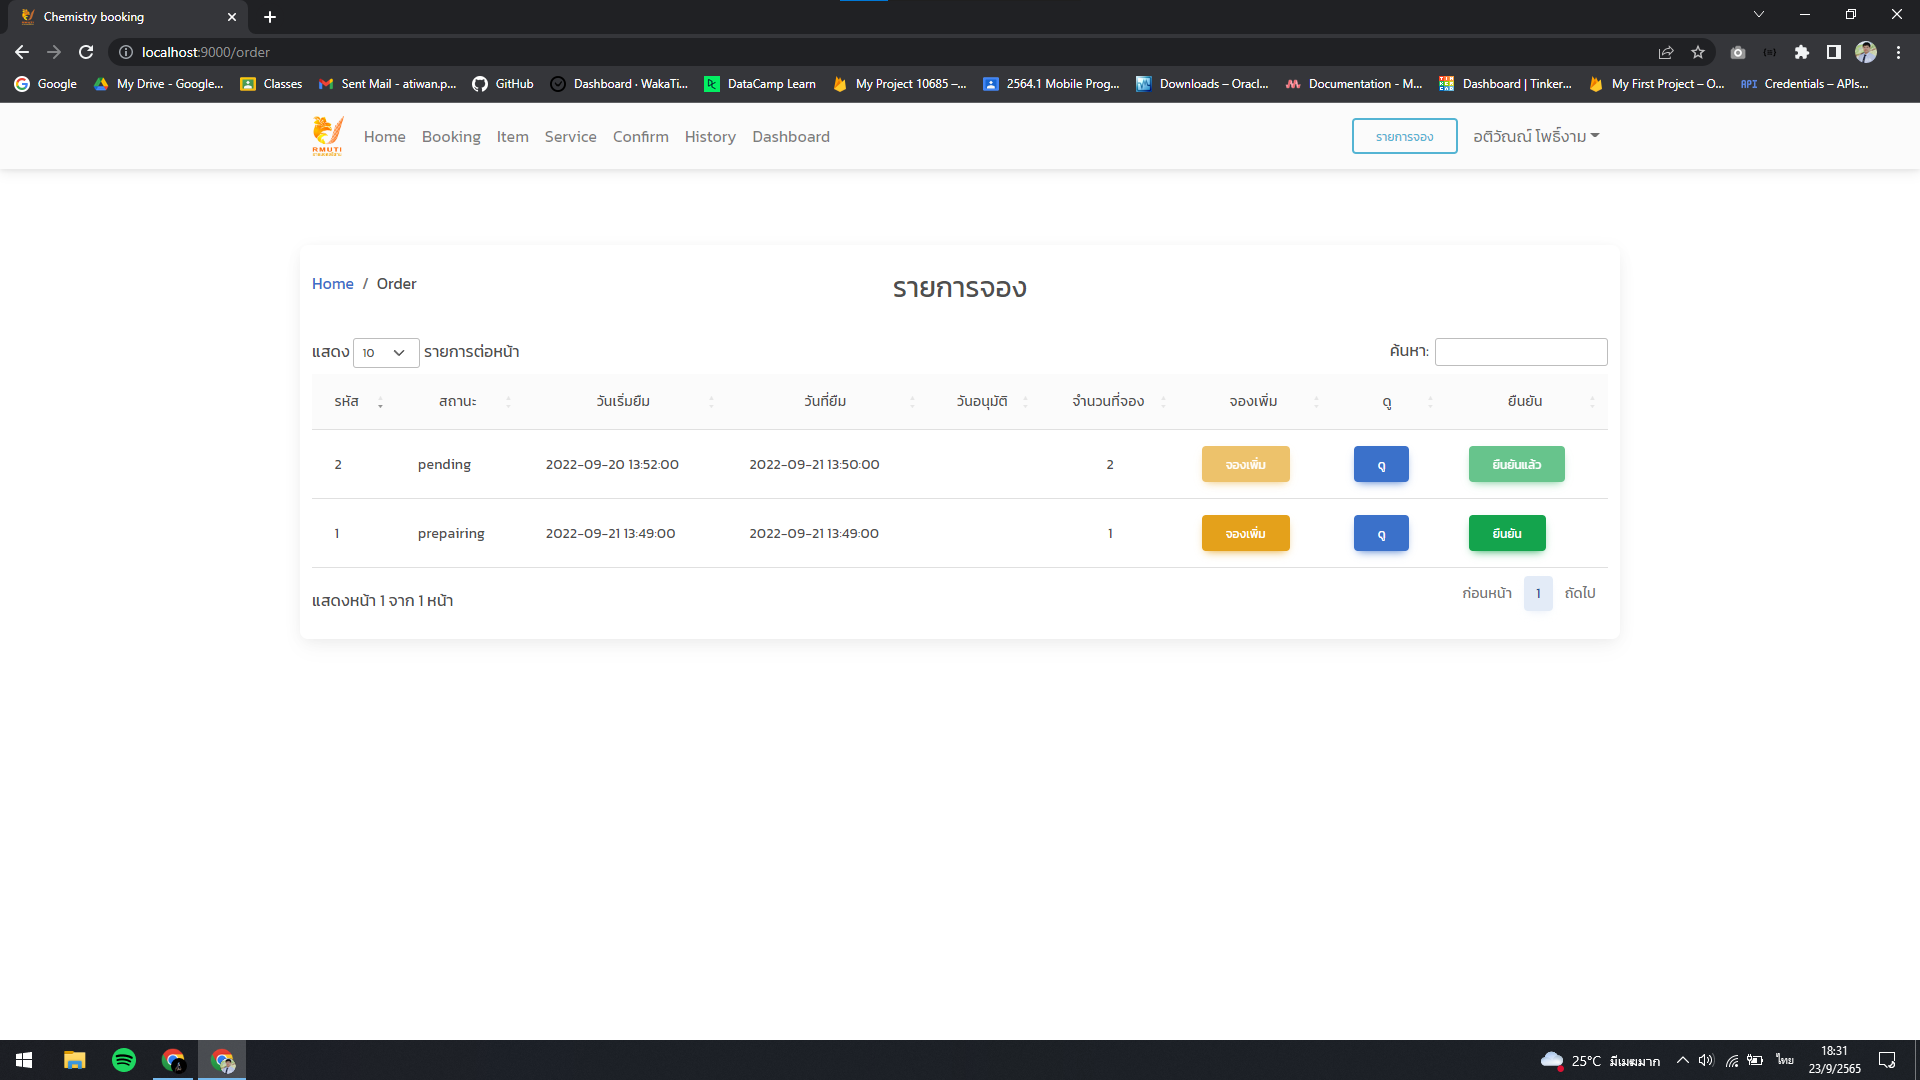 Chemistry booking
localhost:9000/order
Google My Drive - Google... Classes Sent Mail - atiwan.p... GitHub Dashboard · WakaTi... DataCamp Learn My Project 10685 –... 2564.1 Mobile Prog... Downloads – Oracl... Documentation - M... Dashboard | Tinker... My First Project – O... API Credentials – APIs...
RMUTI Home Booking Item Service Confirm History Dashboard รายการจอง อติวัณณ์ โพธิ์งาม
Home / Order
รายการจอง
แสดง 10 รายการต่อหน้า ค้นหา:
รหัส สถานะ วันเริ่มยืม วันที่ยืม วันอนุมัติ จำนวนที่จอง จองเพิ่ม ดู ยืนยัน
2 pending 2022-09-20 13:52:00 2022-09-21 13:50:00 2 จองเพิ่ม ดู ยืนยันแล้ว
1 prepairing 2022-09-21 13:49:00 2022-09-21 13:49:00 1 จองเพิ่ม ดู ยืนยัน
แสดงหน้า 1 จาก 1 หน้า ก่อนหน้า 1 ถัดไป
25°C มีเมฆมาก ไทย 18:31
23/9/2565